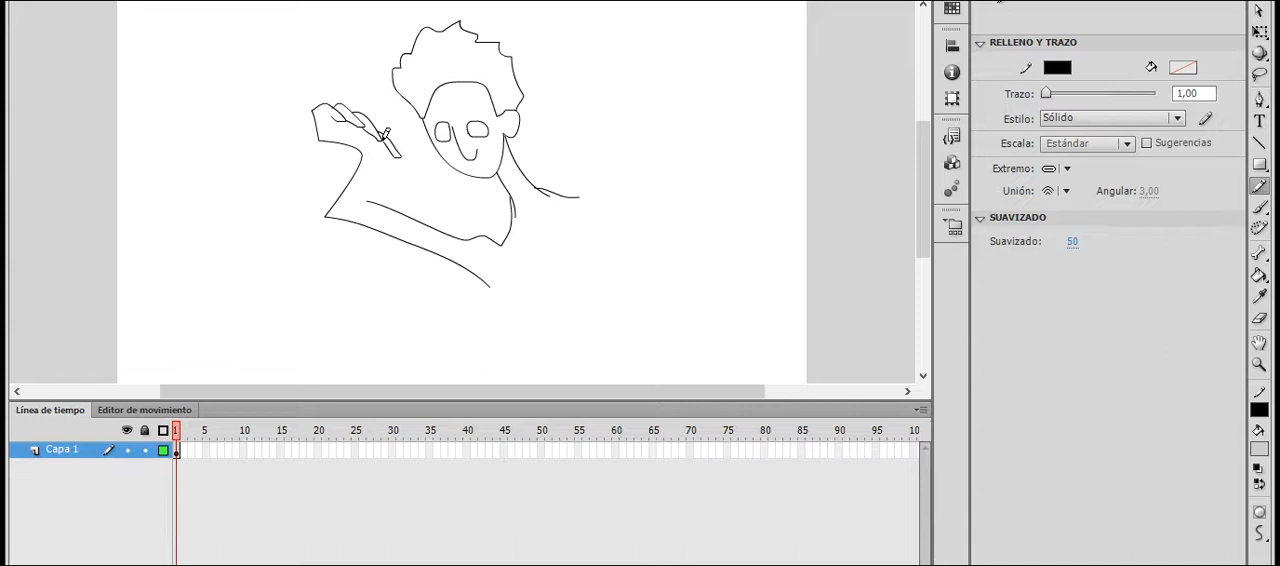 RELLENO Y TRAZO
Trazo: 1,00
Estilo: Sólido
Escala: Estándar Sugerencias
Extremo:
Unión: Angular: 3,00
SUAVIZADO
Suavizado: 50
Línea de tiempo Editor de movimiento
1 5 10 15 20 25 30 35 40 45 50 55 60 65 70 75 80 85 90 95 10
Capa 1